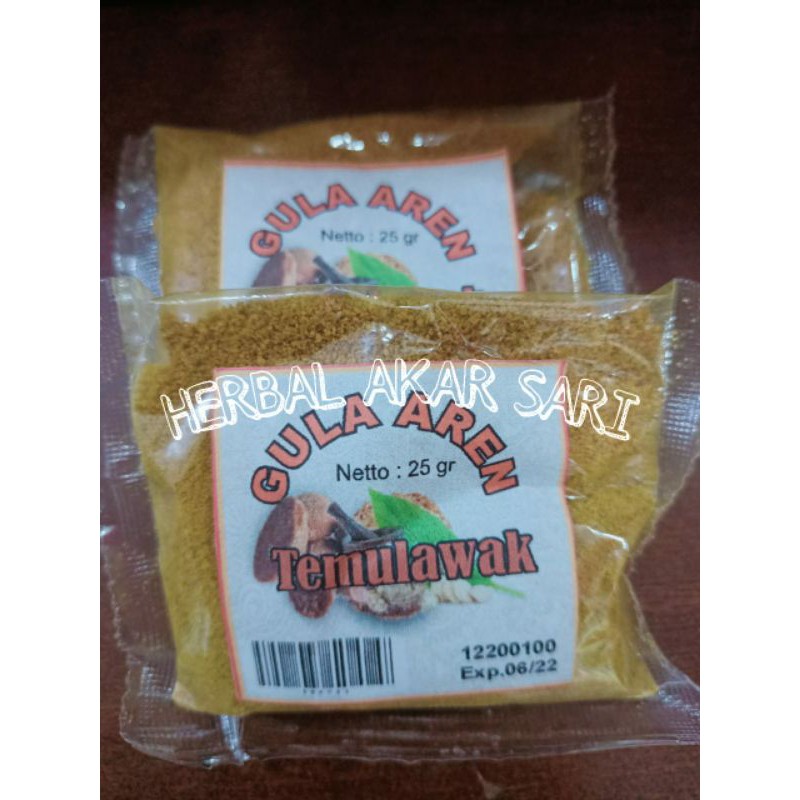 GULA AREN
Netto : 25 gr
HERBAL AKAR SARI
GULA AREN
Netto : 25 gr
Temulawak
12200100
Exp.06/22